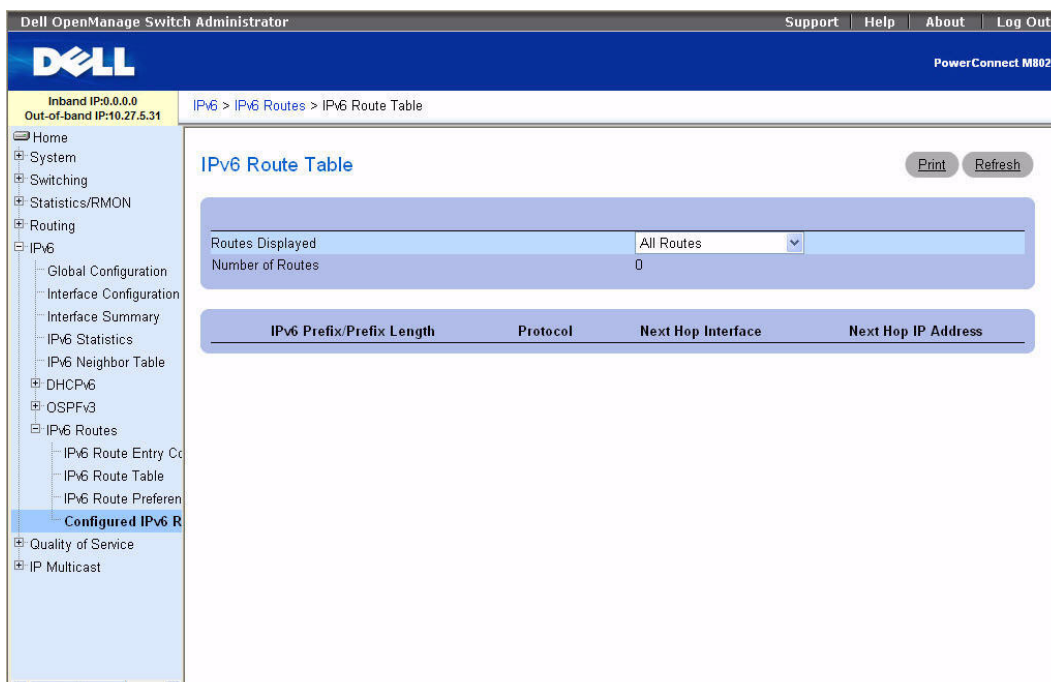 Dell OpenManage Switch Administrator
Support Help About Log Out
DELL
PowerConnect M802
Inband IP:0.0.0.0
Out-of-band IP:10.27.5.31
IPv6 > IPv6 Routes > IPv6 Route Table
Home
System
Switching
Statistics/RMON
Routing
IPv6
Global Configuration
Interface Configuration
Interface Summary
IPv6 Statistics
IPv6 Neighbor Table
DHCPv6
OSPFv3
IPv6 Routes
IPv6 Route Entry Co
IPv6 Route Table
IPv6 Route Preferen
Configured IPv6 R
Quality of Service
IP Multicast
IPv6 Route Table
Print Refresh
Routes Displayed All Routes
Number of Routes 0
IPv6 Prefix/Prefix Length Protocol Next Hop Interface Next Hop IP Address